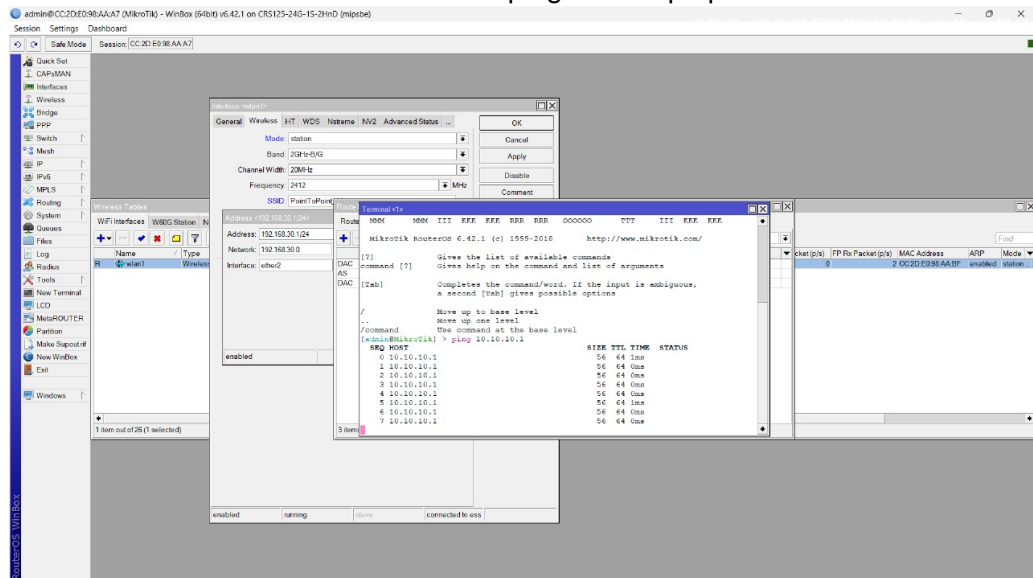 admin@CC:2D:E0:98:AA:A7 (MikroTik) - WinBox (64bit) v6.42.1 on CRS125-24G-1S-2HnD (mipsbe)
Session Settings Dashboard
Safe Mode Session: CC:2D:E0:98:AA:A7
Quick Set
CAPsMAN
Interfaces
Wireless
Bridge
PPP
Switch
Mesh
IP
IPv6
MPLS
Routing
System
Queues
Files
Log
Radius
Tools
New Terminal
LCD
MetaROUTER
Partition
Make Supout.rif
New WinBox
Exit
Windows
RouterOS WinBox
Interface <wlan1>
General Wireless HT WDS Nstreme NV2 Advanced Status ...
Mode: station
Band: 2GHz-B/G
Channel Width: 20MHz
Frequency: 2412 MHz
SSID: PointToPoint
OK
Cancel
Apply
Disable
Comment
Wireless Tables
WiFi Interfaces W60G Station N
Name / Type
R wlan1 Wireless
1 item out of 26 (1 selected)
Address <192.168.30.1/24>
Address: 192.168.30.1/24
Network: 192.168.30.0
Interface: ether2
enabled
Route
DAC
AS
DAC
3 items
Terminal <1>
MMM MMM III KKK KKK RRR RRR OOOOOO TTT III KKK KKK
MikroTik RouterOS 6.42.1 (c) 1999-2018 http://www.mikrotik.com/
[?] Gives the list of available commands
command [?] Gives help on the command and list of arguments
[Tab] Completes the command/word. If the input is ambiguous,
a second [Tab] gives possible options
/ Move up to base level
.. Move up one level
/command Use command at the base level
[admin@MikroTik] > ping 10.10.10.1
SEQ HOST SIZE TTL TIME STATUS
0 10.10.10.1 56 64 1ms
1 10.10.10.1 56 64 0ms
2 10.10.10.1 56 64 0ms
3 10.10.10.1 56 64 0ms
4 10.10.10.1 56 64 0ms
5 10.10.10.1 56 64 1ms
6 10.10.10.1 56 64 0ms
7 10.10.10.1 56 64 0ms
Find
cket (p/s) FP Rx Packet (p/s) MAC Address ARP Mode
0 2 CC:2D:E0:98:AA:BF enabled station...
enabled running slave connected to ess